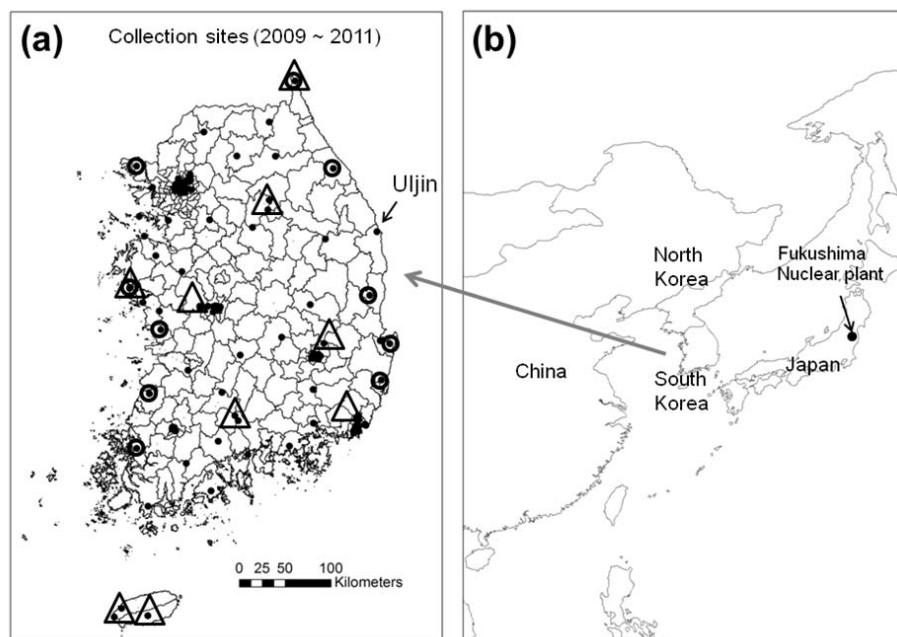 (a)
Collection sites (2009 ~ 2011)
Uljin
0 25 50 100
Kilometers
(b)
North
Korea
Fukushima
Nuclear plant
China
South
Korea
Japan